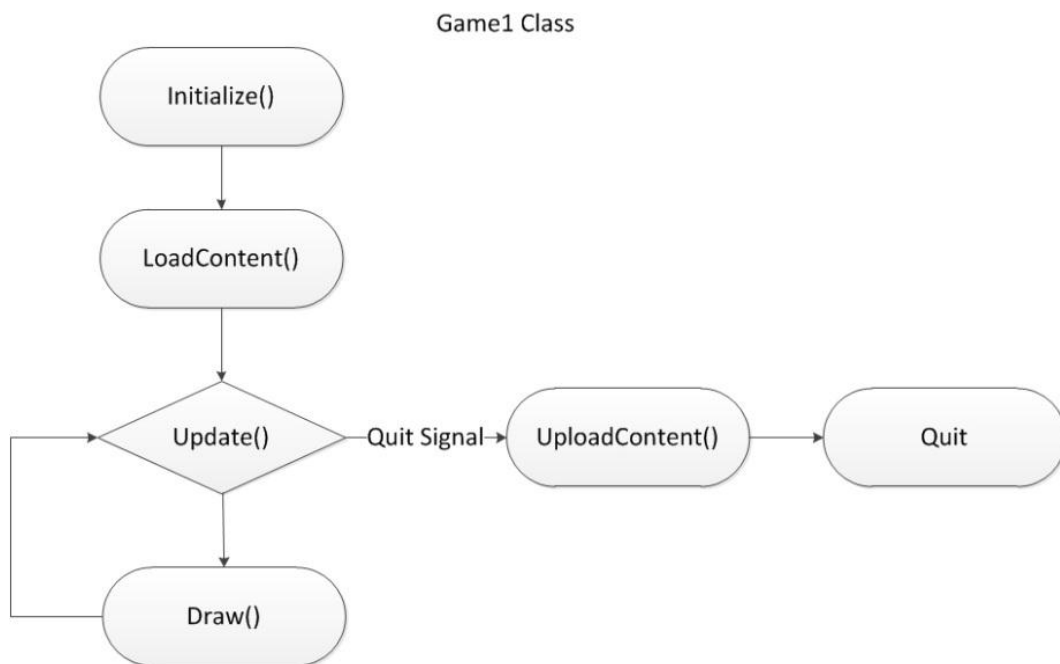 Game1 Class
Initialize()
LoadContent()
Update()
Quit Signal
UploadContent()
Quit
Draw()